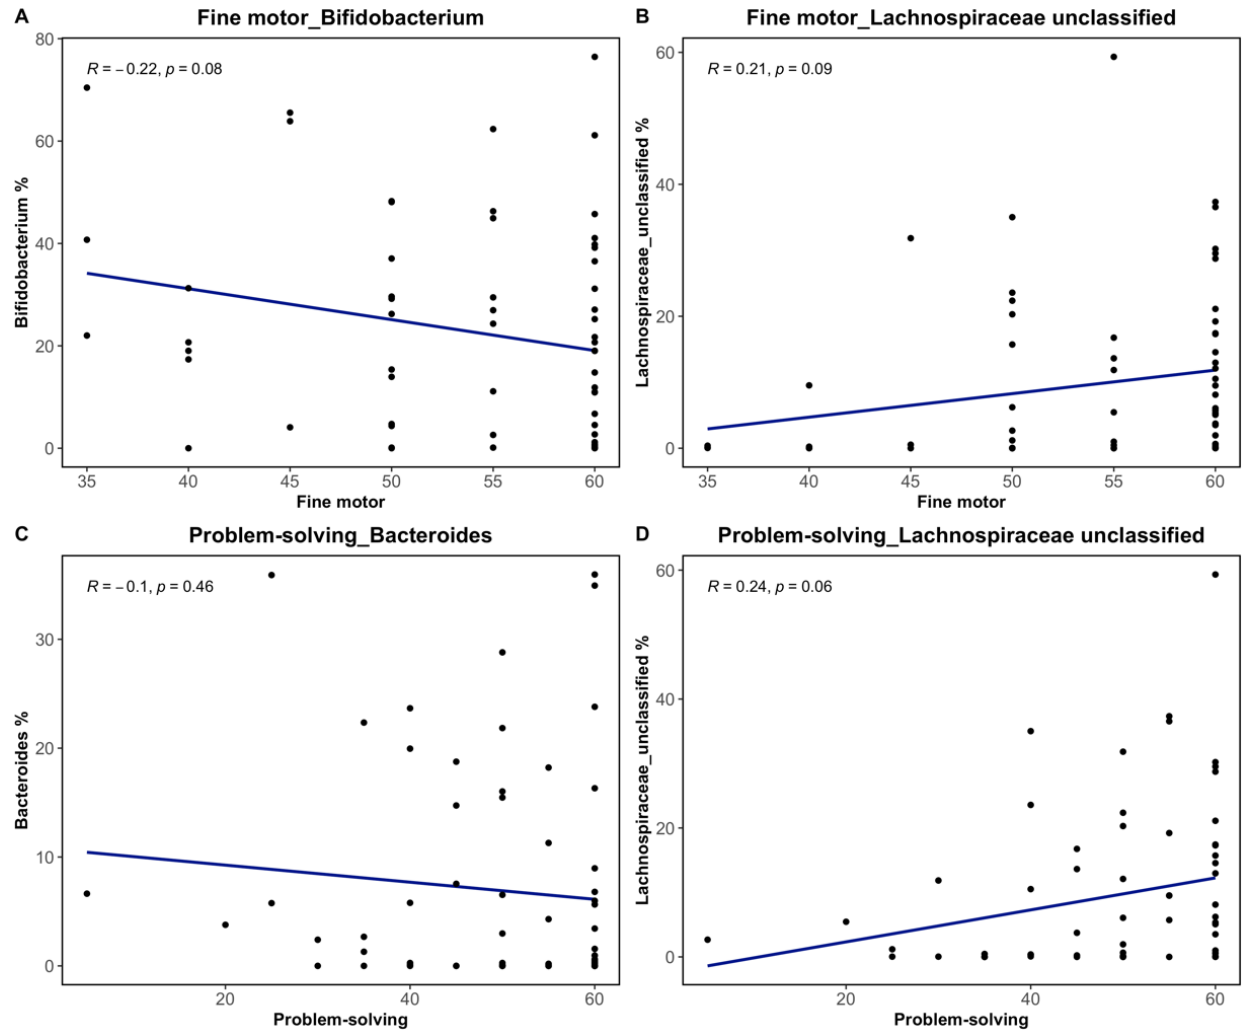 A
Fine motor_Bifidobacterium
R = −0.22, p = 0.08
Bifidobacterium %
80
60
40
20
0
35 40 45 50 55 60
Fine motor
B
Fine motor_Lachnospiraceae unclassified
R = 0.21, p = 0.09
Lachnospiraceae_unclassified %
60
40
20
0
35 40 45 50 55 60
Fine motor
C
Problem-solving_Bacteroides
R = −0.1, p = 0.46
Bacteroides %
30
20
10
0
20 40 60
Problem-solving
D
Problem-solving_Lachnospiraceae unclassified
R = 0.24, p = 0.06
Lachnospiraceae_unclassified %
60
40
20
0
20 40 60
Problem-solving